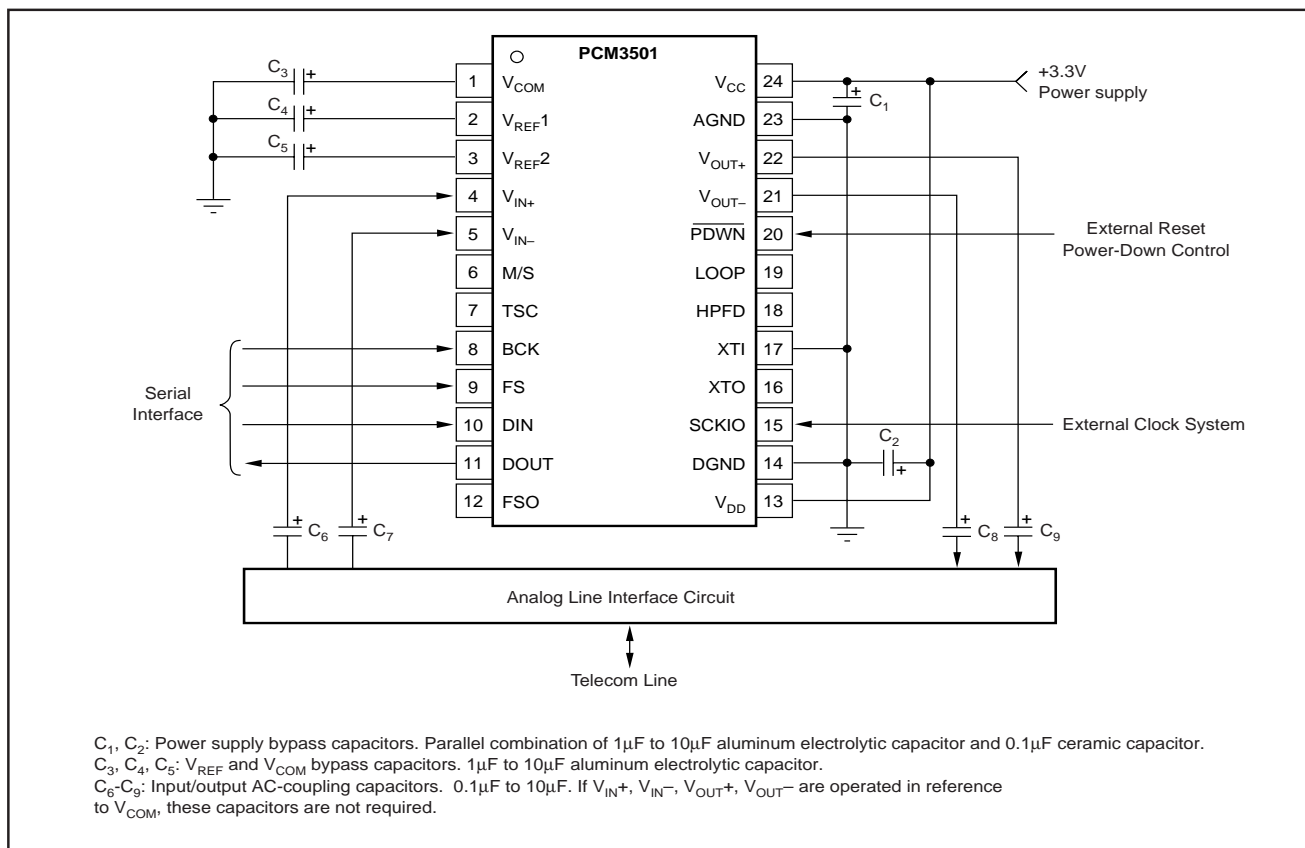 PCM3501
C3 +
C4 +
C5 +
1 VCOM
2 VREF1
3 VREF2
4 VIN+
5 VIN–
6 M/S
7 TSC
8 BCK
9 FS
10 DIN
11 DOUT
12 FSO
VCC 24
AGND 23
VOUT+ 22
VOUT– 21
PDWN 20
LOOP 19
HPFD 18
XTI 17
XTO 16
SCKIO 15
DGND 14
VDD 13
+ C1
+3.3V
Power supply
External Reset
Power-Down Control
External Clock System
C2 +
Serial
Interface
+ C6
+ C7
+ C8
+ C9
Analog Line Interface Circuit
Telecom Line
C1, C2: Power supply bypass capacitors. Parallel combination of 1µF to 10µF aluminum electrolytic capacitor and 0.1µF ceramic capacitor.
C3, C4, C5: VREF and VCOM bypass capacitors. 1µF to 10µF aluminum electrolytic capacitor.
C6-C9: Input/output AC-coupling capacitors. 0.1µF to 10µF. If VIN+, VIN–, VOUT+, VOUT– are operated in reference
to VCOM, these capacitors are not required.